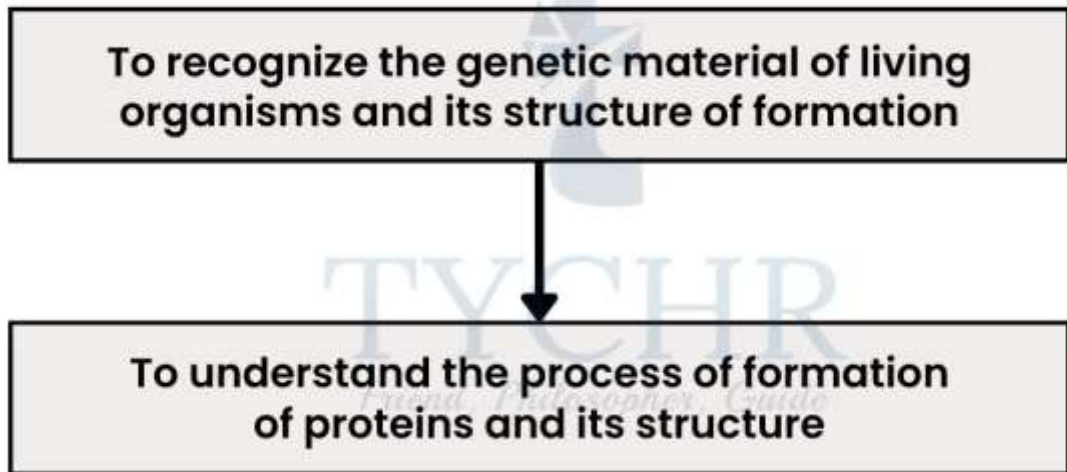 To recognize the genetic material of living
organisms and its structure of formation
TYCHR
To understand the process of formation
Friend, Philosopher, Guide
of proteins and its structure